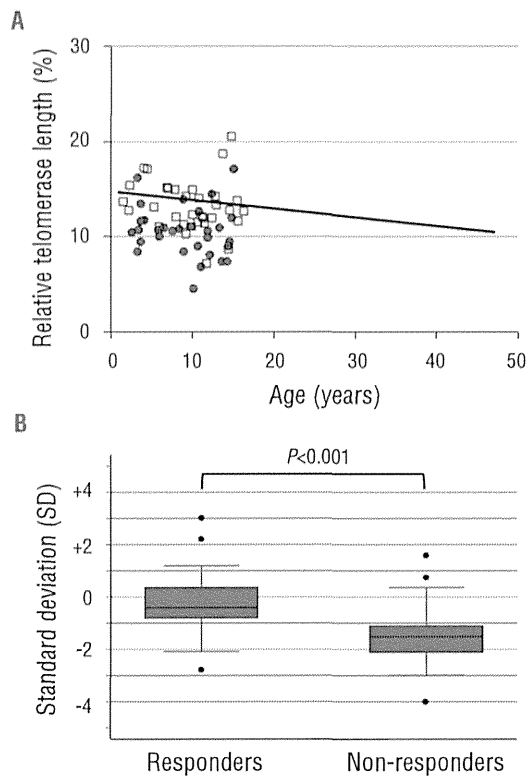 A
Relative telomerase length (%)
30
20
10
0
0 10 20 30 40 50
Age (years)
B
P<0.001
Standard deviation (SD)
+4
+2
0
-2
-4
Responders Non-responders